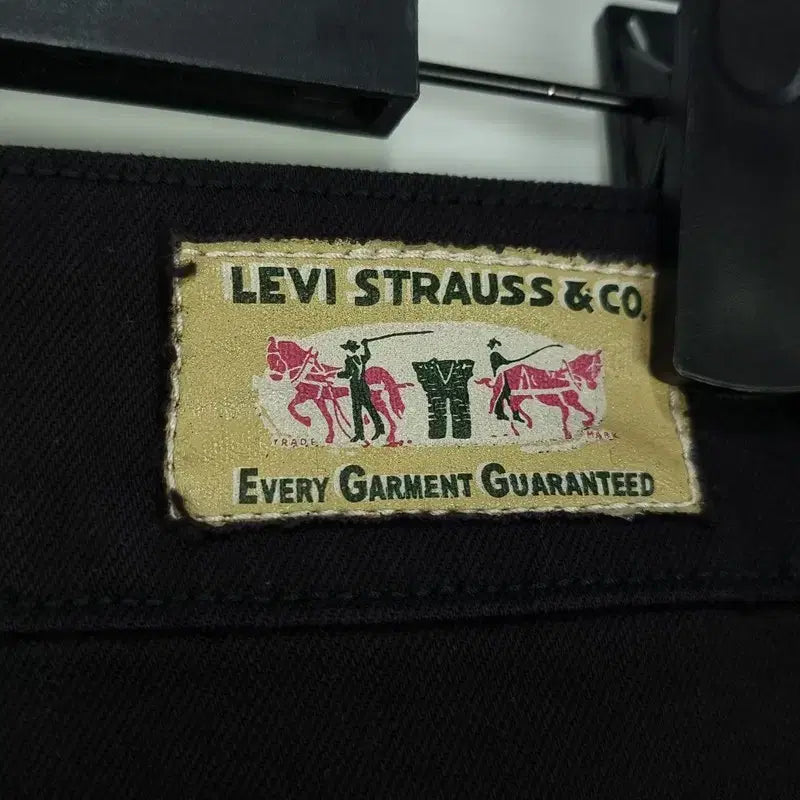 LEVI STRAUSS & CO.
TRADE MARK
EVERY GARMENT GUARANTEED